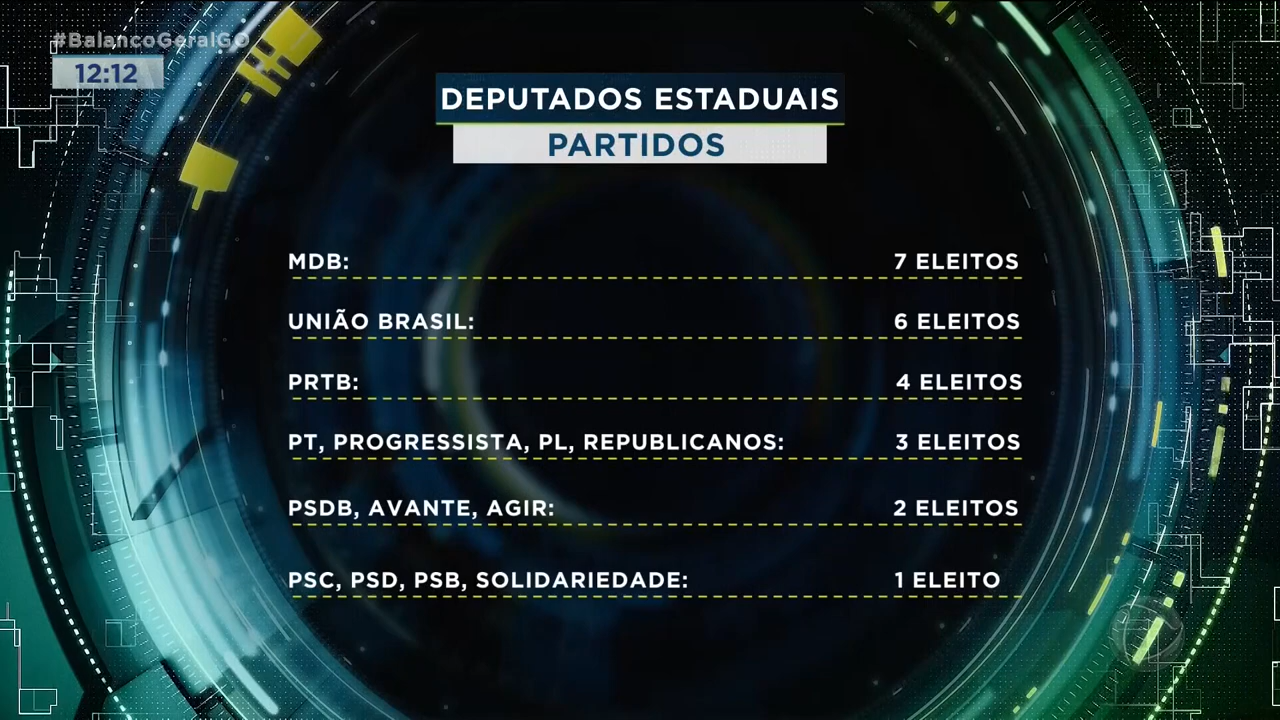 #BalancoGeralGO
12:12
DEPUTADOS ESTADUAIS
PARTIDOS
MDB: 7 ELEITOS
UNIÃO BRASIL: 6 ELEITOS
PRTB: 4 ELEITOS
PT, PROGRESSISTA, PL, REPUBLICANOS: 3 ELEITOS
PSDB, AVANTE, AGIR: 2 ELEITOS
PSC, PSD, PSB, SOLIDARIEDADE: 1 ELEITO